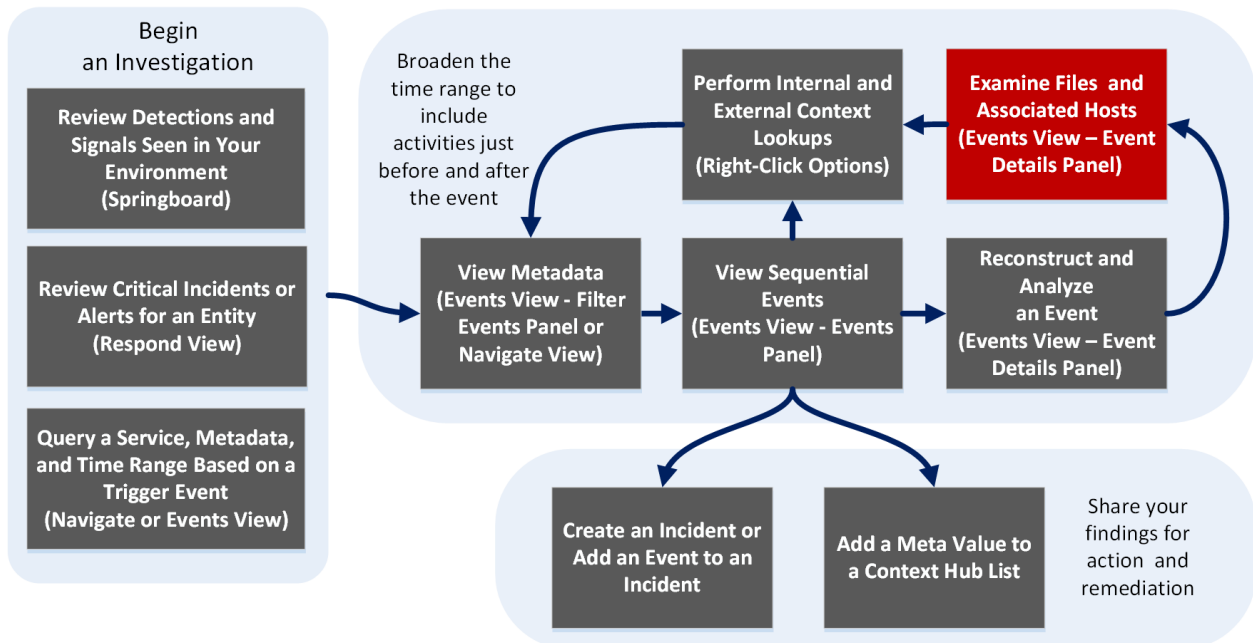 Begin
an Investigation
Review Detections and
Signals Seen in Your
Environment
(Springboard)
Review Critical Incidents or
Alerts for an Entity
(Respond View)
Query a Service, Metadata,
and Time Range Based on a
Trigger Event
(Navigate or Events View)
Broaden the
time range to
include
activities just
before and after
the event
Perform Internal and
External Context
Lookups
(Right-Click Options)
Examine Files and
Associated Hosts
(Events View – Event
Details Panel)
View Metadata
(Events View - Filter
Events Panel or
Navigate View)
View Sequential
Events
(Events View - Events
Panel)
Reconstruct and
Analyze
an Event
(Events View – Event
Details Panel)
Create an Incident or
Add an Event to an
Incident
Add a Meta Value to
a Context Hub List
Share your
findings for
action and
remediation